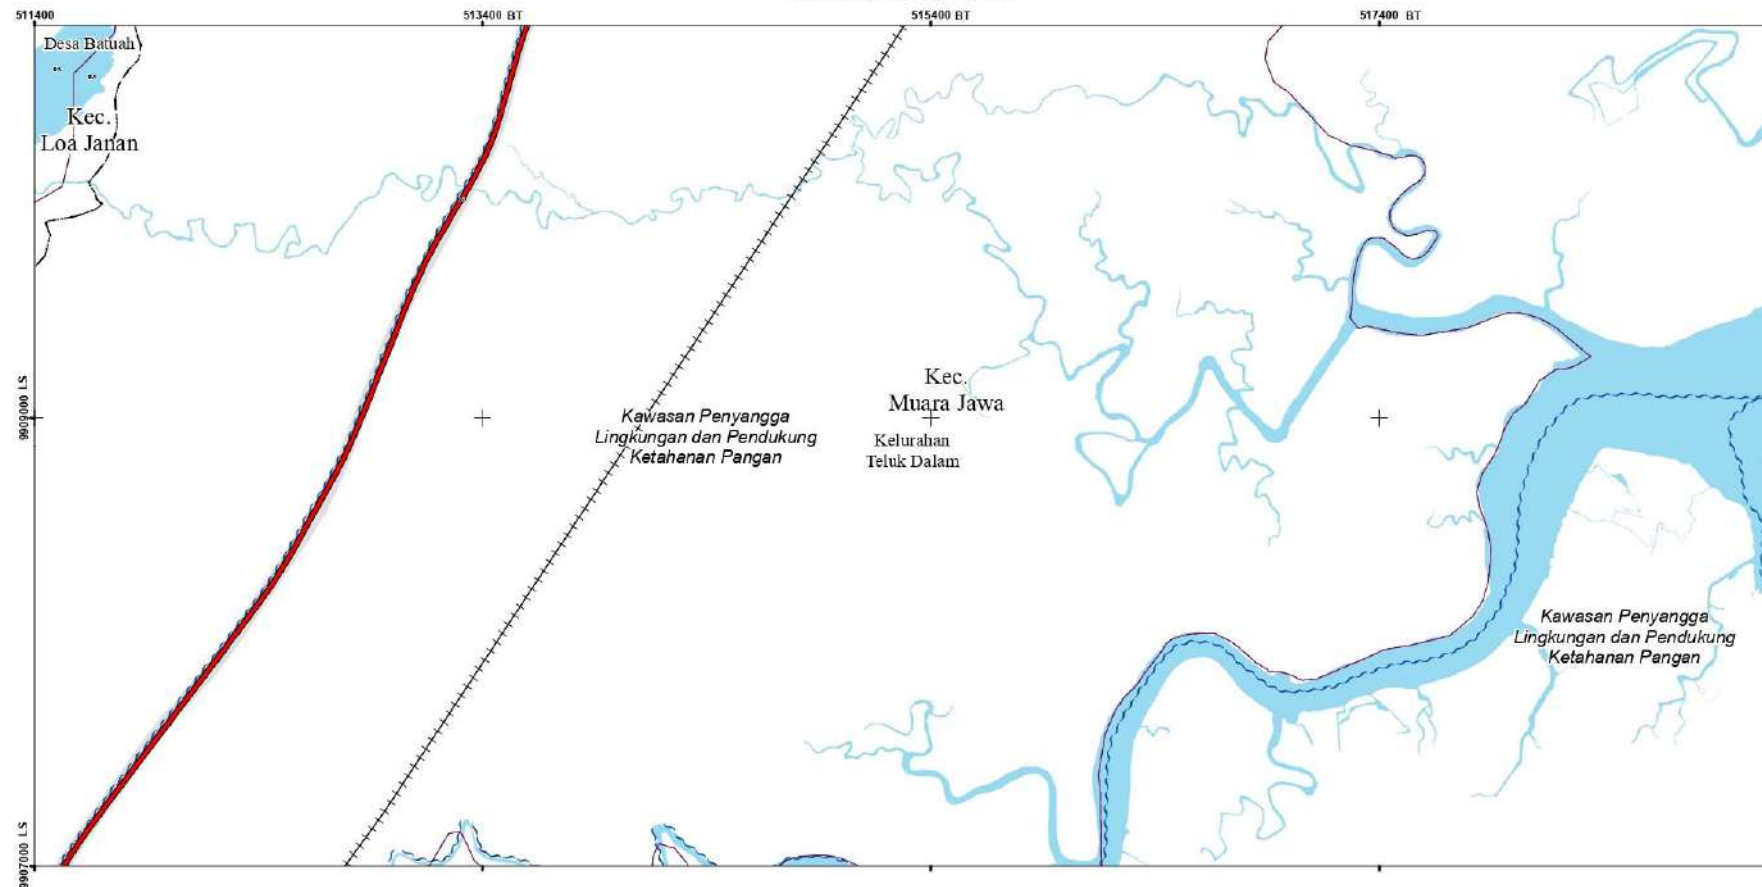 511400
513400 BT
515400 BT
517400 BT
Desa Batuah
Kec.
Loa Janan
9909000 LS
Kec.
Muara Jawa
Kawasan Penyangga
Lingkungan dan Pendukung
Ketahanan Pangan
Kelurahan
Teluk Dalam
Kawasan Penyangga
Lingkungan dan Pendukung
Ketahanan Pangan
9907000 LS